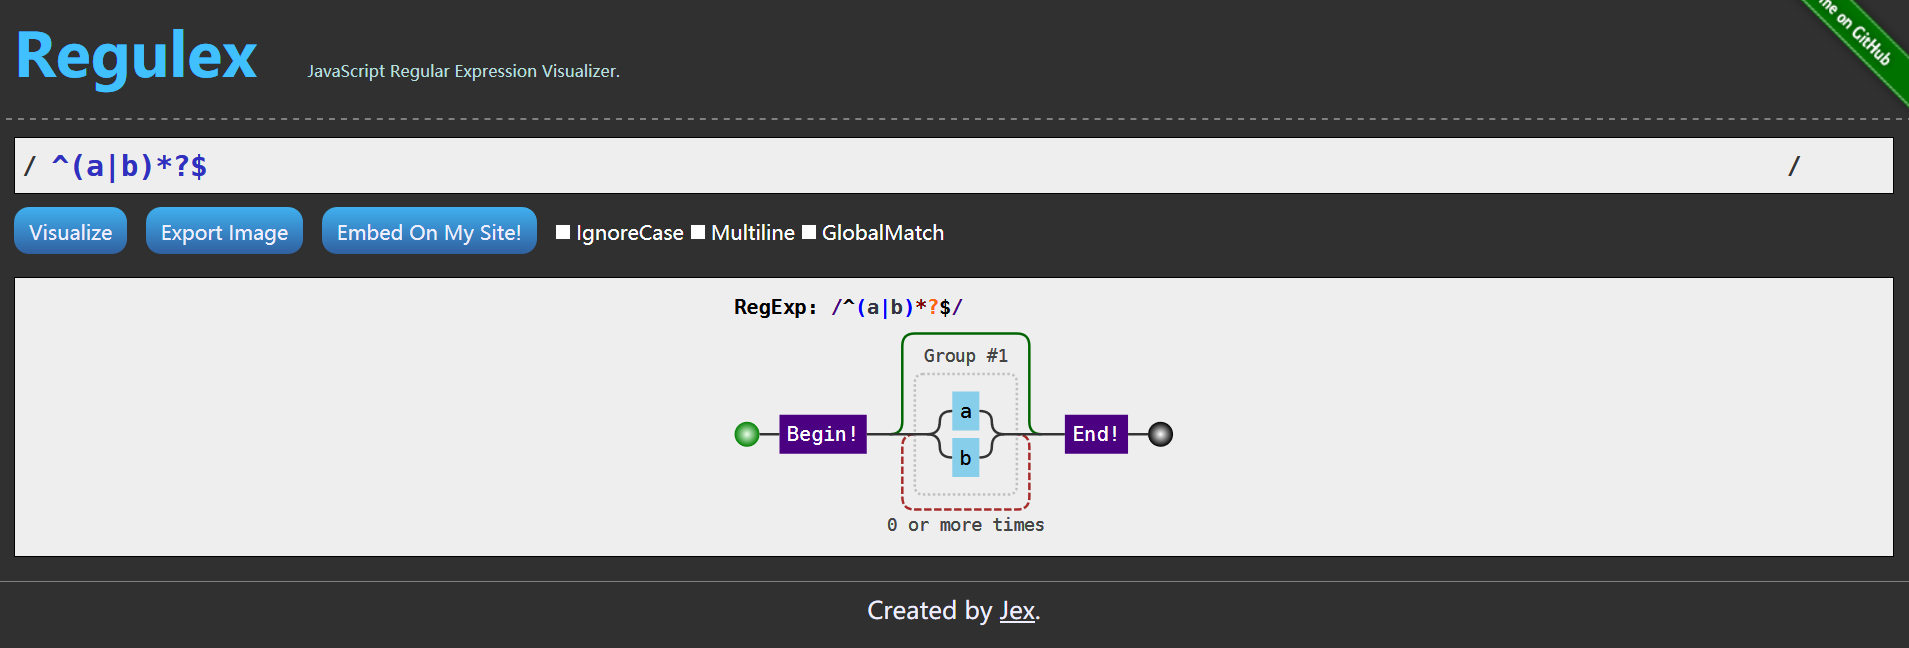 Regulex
JavaScript Regular Expression Visualizer.
me on GitHub
/ ^(a|b)*?$ /
Visualize Export Image Embed On My Site! IgnoreCase Multiline GlobalMatch
RegExp: /^(a|b)*?$/
Group #1
a
Begin! End!
b
0 or more times
Created by Jex.